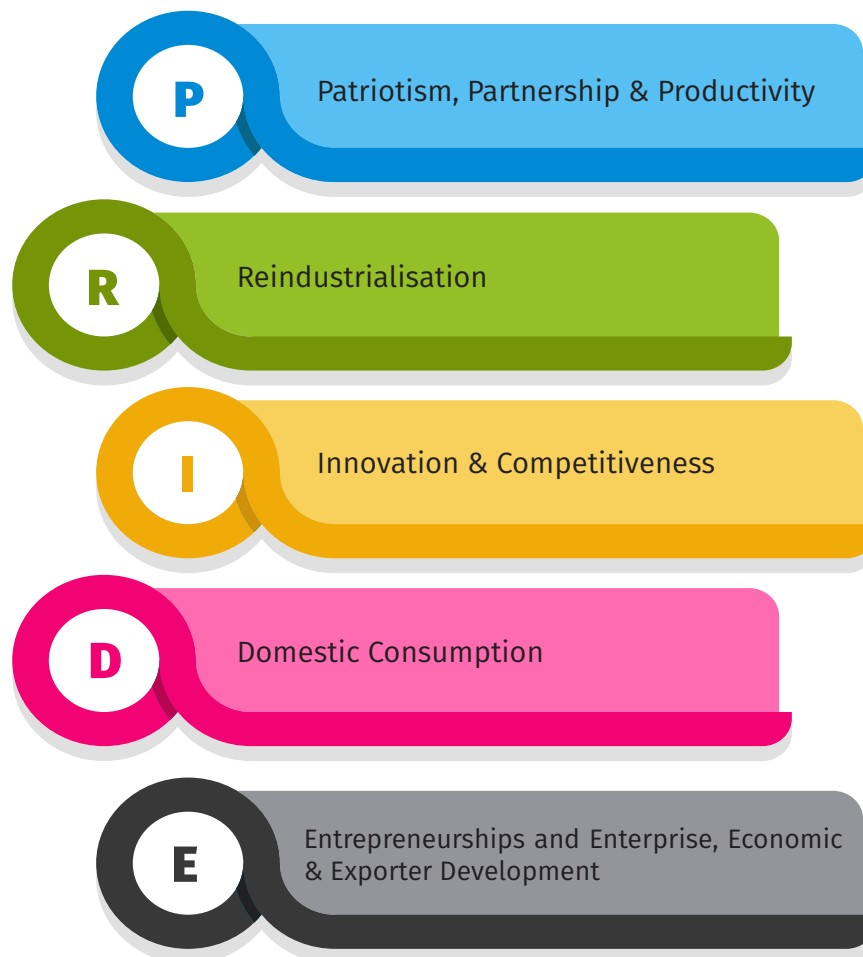 P
Patriotism, Partnership & Productivity
R
Reindustrialisation
I
Innovation & Competitiveness
D
Domestic Consumption
E
Entrepreneurships and Enterprise, Economic
& Exporter Development